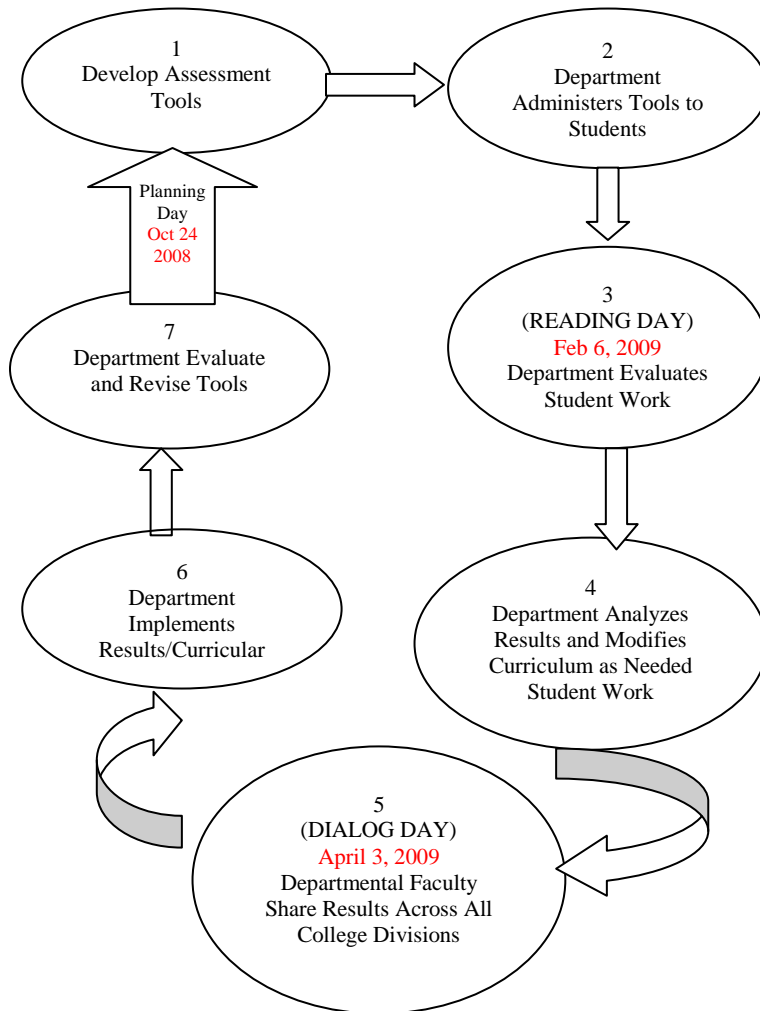 1
Develop Assessment
Tools
2
Department
Administers Tools to
Students
3
(READING DAY)
Feb 6, 2009
Department Evaluates
Student Work
4
Department Analyzes
Results and Modifies
Curriculum as Needed
Student Work
5
(DIALOG DAY)
April 3, 2009
Departmental Faculty
Share Results Across All
College Divisions
6
Department
Implements
Results/Curricular
7
Department Evaluate
and Revise Tools
Planning
Day
Oct 24
2008